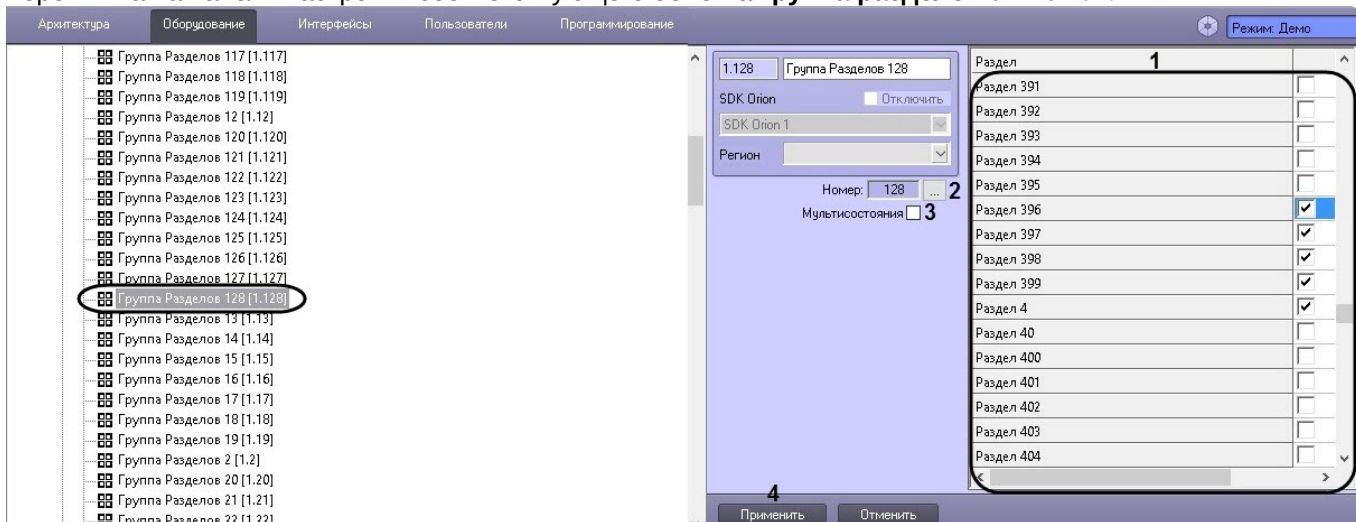 Архитектура Оборудование Интерфейсы Пользователи Программирование Режим: Демо
Группа Разделов 117 [1.117]
Группа Разделов 118 [1.118]
Группа Разделов 119 [1.119]
Группа Разделов 12 [1.12]
Группа Разделов 120 [1.120]
Группа Разделов 121 [1.121]
Группа Разделов 122 [1.122]
Группа Разделов 123 [1.123]
Группа Разделов 124 [1.124]
Группа Разделов 125 [1.125]
Группа Разделов 126 [1.126]
Группа Разделов 127 [1.127]
Группа Разделов 128 [1.128]
Группа Разделов 13 [1.13]
Группа Разделов 14 [1.14]
Группа Разделов 15 [1.15]
Группа Разделов 16 [1.16]
Группа Разделов 17 [1.17]
Группа Разделов 18 [1.18]
Группа Разделов 19 [1.19]
Группа Разделов 2 [1.2]
Группа Разделов 20 [1.20]
Группа Разделов 21 [1.21]
Группа Разделов 22 [1.22]
1.128 Группа Разделов 128
SDK Orion Отключить
SDK Orion 1
Регион
Номер: 128 ... 2
Мультисостояния 3
4
Применить Отменить
Раздел 1
Раздел 391
Раздел 392
Раздел 393
Раздел 394
Раздел 395
Раздел 396
Раздел 397
Раздел 398
Раздел 399
Раздел 4
Раздел 40
Раздел 400
Раздел 401
Раздел 402
Раздел 403
Раздел 404